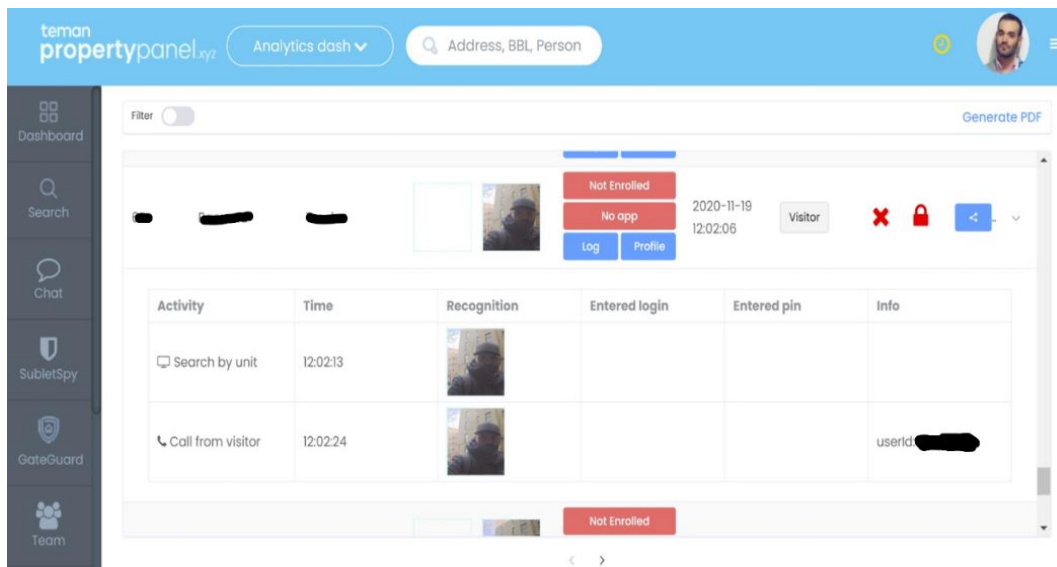 teman
propertypanel.xyz
Analytics dash
Address, BBL, Person
Dashboard
Search
Chat
SubletSpy
GateGuard
Team
Filter
Generate PDF
Not Enrolled
No app
Log Profile
2020-11-19
12:02:06
Visitor
Activity Time Recognition Entered login Entered pin Info
Search by unit 12:02:13
Call from visitor 12:02:24 userId:
Not Enrolled